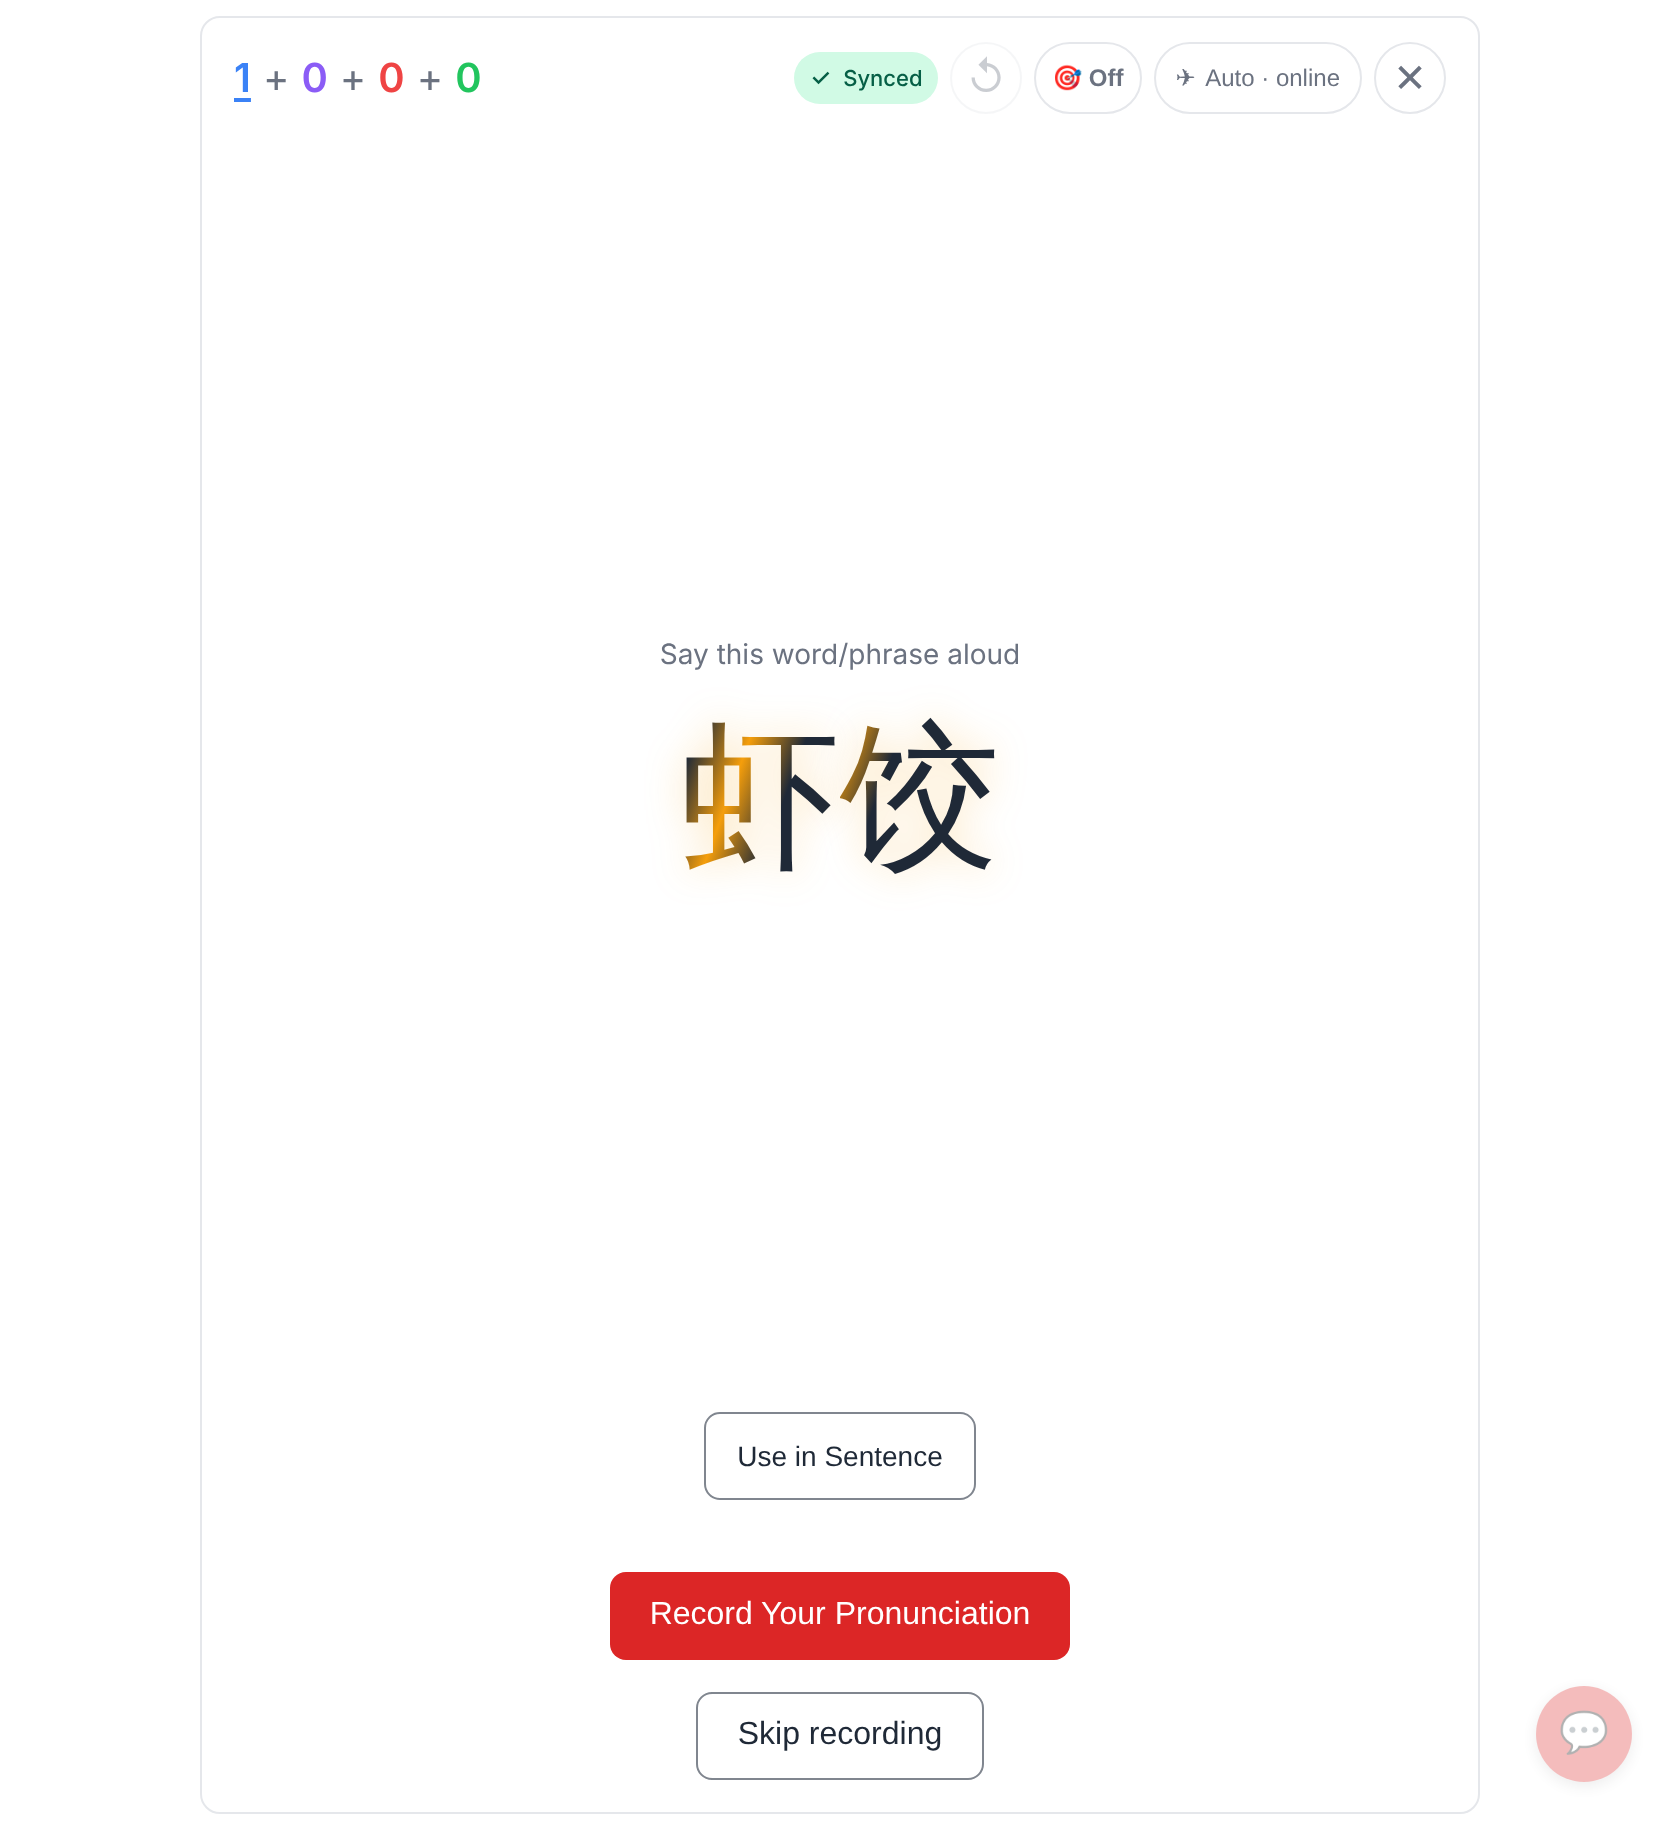 1 + 0 + 0 + 0
Synced
Off
Auto · online
Say this word/phrase aloud
虾饺
Use in Sentence
Record Your Pronunciation
Skip recording